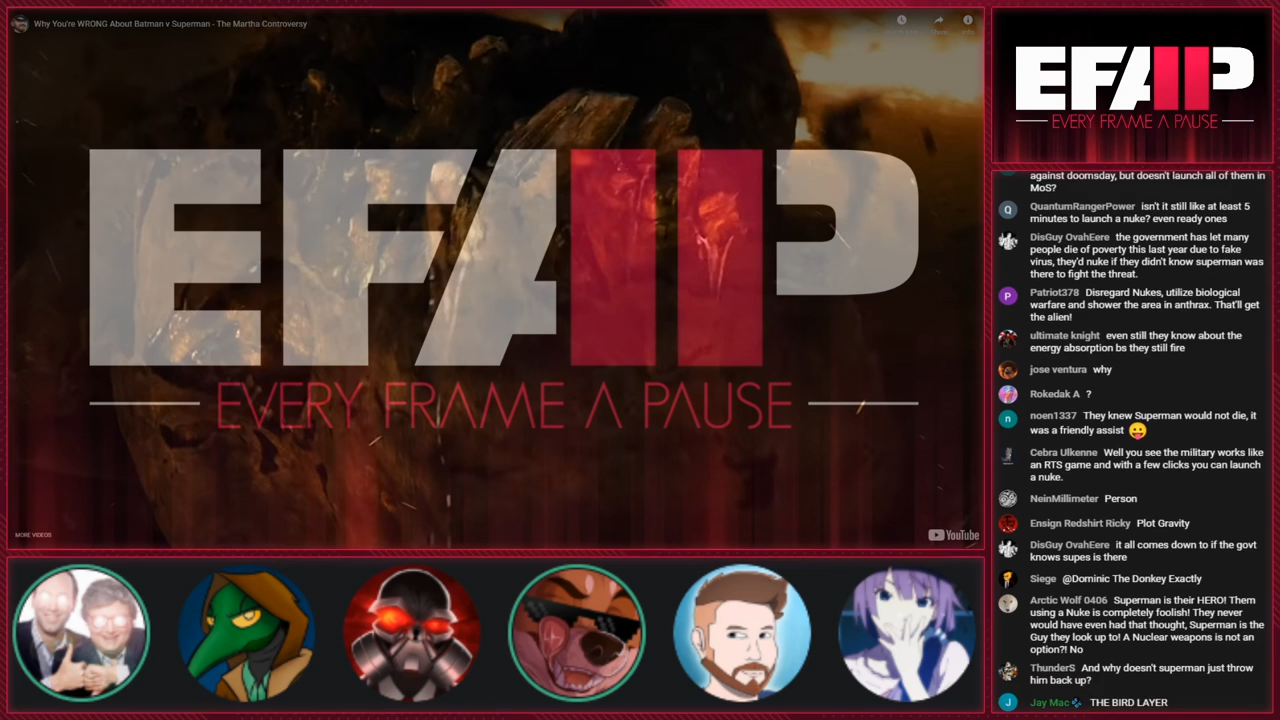 Why You're WRONG About Batman v Superman - The Martha Controversy
EFAP
EVERY FRAME A PAUSE
MORE VIDEOS
YouTube
EFAP
EVERY FRAME A PAUSE
against doomsday, but doesn't launch all of them in
MoS?
Q
QuantumRangerPower isn't it still like at least 5
minutes to launch a nuke? even ready ones
DisGuy OvahEere the government has let many
people die of poverty this last year due to fake
virus, they'd nuke if they didn't know superman was
there to fight the threat.
P
Patriot378 Disregard Nukes, utilize biological
warfare and shower the area in anthrax. That'll get
the alien!
ultimate knight even still they know about the
energy absorption bs they still fire
jose ventura why
Rokedak A ?
n
noen1337 They knew Superman would not die, it
was a friendly assist 😛
Cebra Ulkenne Well you see the military works like
an RTS game and with a few clicks you can launch
a nuke.
NeinMillimeter Person
Ensign Redshirt Ricky Plot Gravity
DisGuy OvahEere it all comes down to if the govt
knows supes is there
Siege @Dominic The Donkey Exactly
Arctic Wolf 0406 Superman is their HERO! Them
using a Nuke is completely foolish! They never
would have even had that thought, Superman is the
Guy they look up to! A Nuclear weapons is not an
option?! No
ThunderS And why doesn't superman just throw
him back up?
J
Jay Mac THE BIRD LAYER